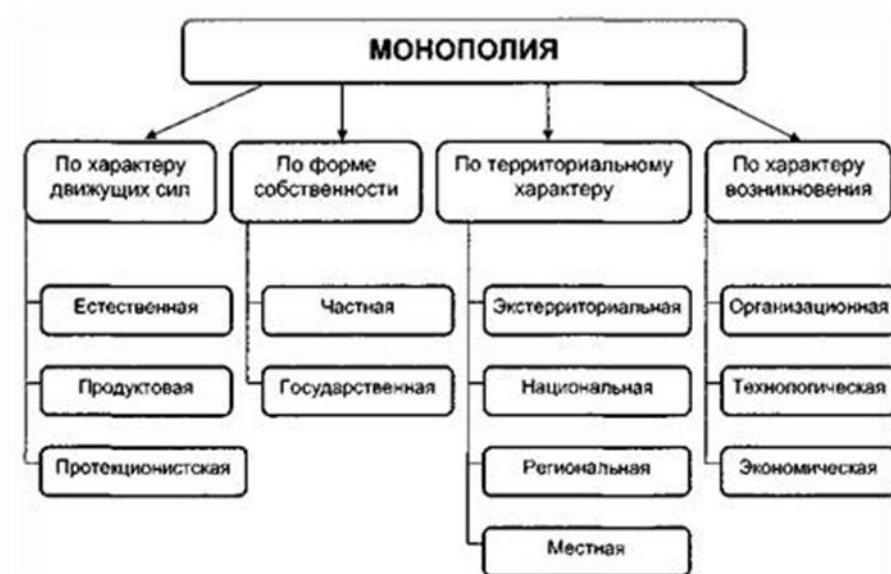 МОНОПОЛИЯ
По характеру
движущих сил
По форме
собственности
По территориальному
характеру
По характеру
возникновения
Естественная
Продуктовая
Протекционистская
Частная
Государственная
Экстерриториальная
Национальная
Региональная
Местная
Организационная
Технологическая
Экономическая